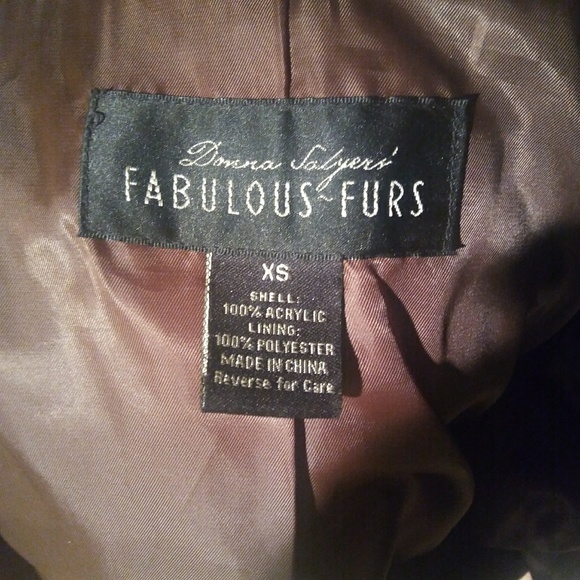 Donna Salyers'
FABULOUS-FURS
XS
SHELL:
100% ACRYLIC
LINING:
100% POLYESTER
MADE IN CHINA
Reverse for Care